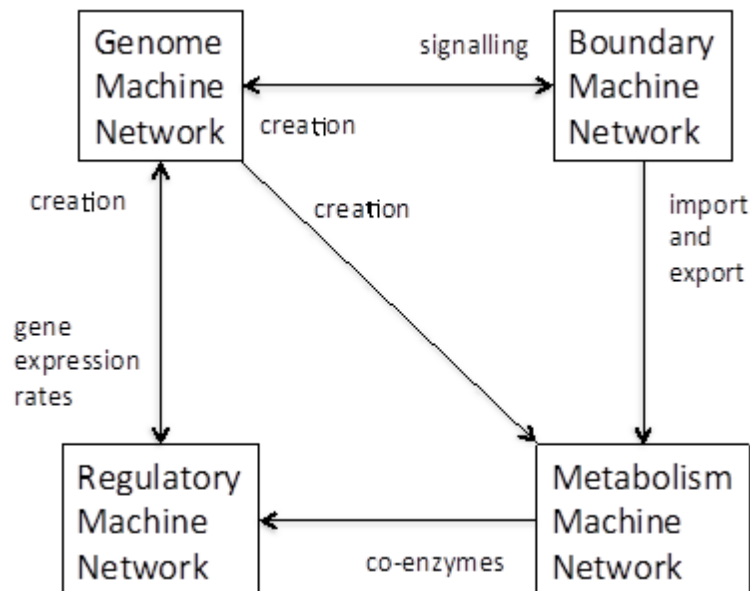 Genome
Machine
Network
signalling
Boundary
Machine
Network
creation
creation
creation
import
and
export
gene
expression
rates
Regulatory
Machine
Network
co-enzymes
Metabolism
Machine
Network